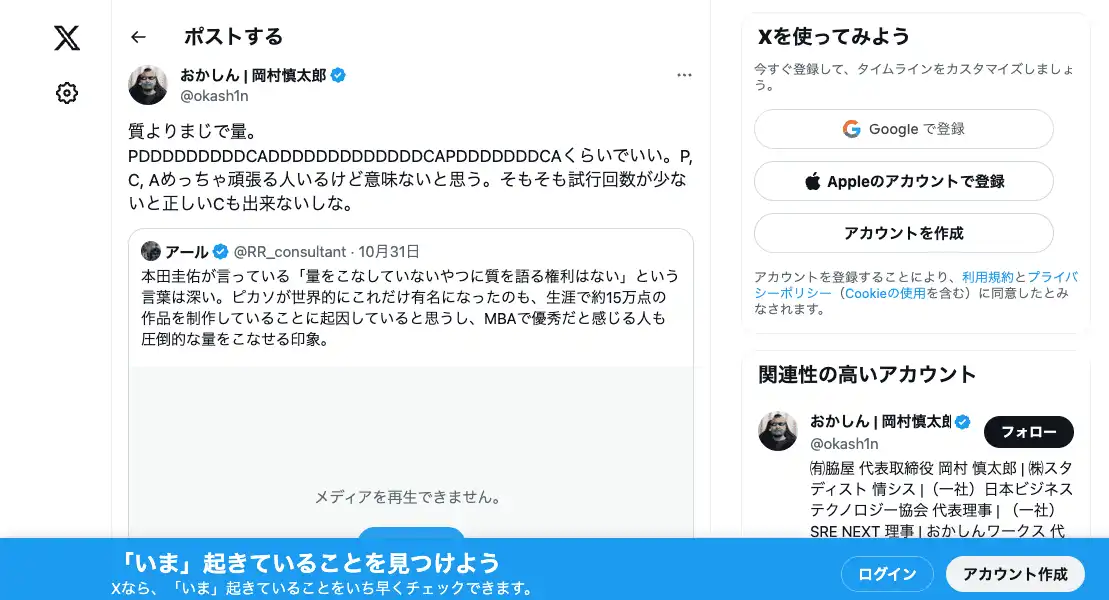 ポストする
おかしん | 岡村慎太郎
@okash1n
質よりまじで量。
PDDDDDDDDDCADDDDDDDDDDDDDCAPDDDDDDDCAくらいでいい。P,
C, Aめっちゃ頑張る人いるけど意味ないと思う。そもそも試行回数が少な
いと正しいCも出来ないしな。
アール @RR_consultant · 10月31日
本田圭佑が言っている「量をこなしていないやつに質を語る権利はない」という
言葉は深い。ピカソが世界的にこれだけ有名になったのも、生涯で約15万点の
作品を制作していることに起因していると思うし、MBAで優秀だと感じる人も
圧倒的な量をこなせる印象。
メディアを再生できません。
Xを使ってみよう
今すぐ登録して、タイムラインをカスタマイズしましょ
う。
Google で登録
Appleのアカウントで登録
アカウントを作成
アカウントを登録することにより、利用規約とプライバ
シーポリシー（Cookieの使用を含む）に同意したとみ
なされます。
関連性の高いアカウント
おかしん | 岡村慎太郎
@okash1n
フォロー
㈲脇屋 代表取締役 岡村 慎太郎 | ㈱スタ
ディスト 情シス |（一社）日本ビジネス
テクノロジー協会 代表理事 | （一社）
SRE NEXT 理事 | おかしんワークス 代
「いま」起きていることを見つけよう
Xなら、「いま」起きていることをいち早くチェックできます。
ログイン
アカウント作成